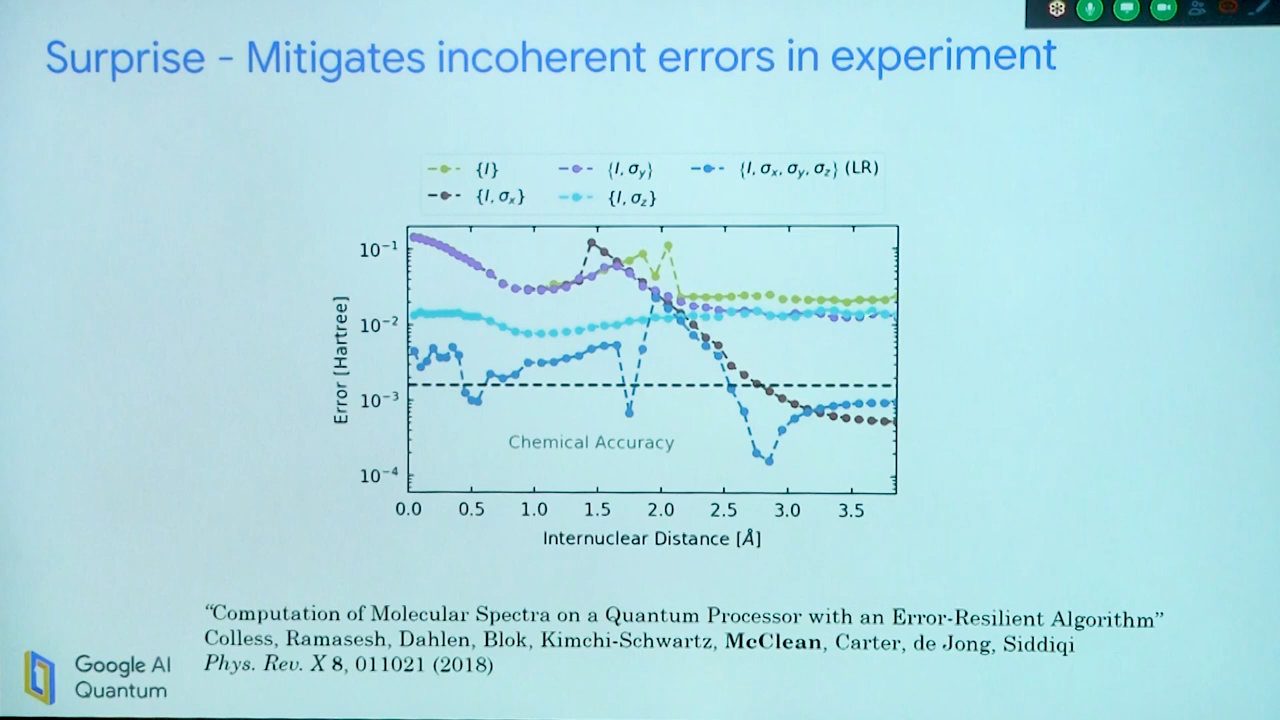 Surprise - Mitigates incoherent errors in experiment
{I}
{I, σy}
{I, σx, σy, σz} (LR)
{I, σx}
{I, σz}
10⁻¹
10⁻²
10⁻³
10⁻⁴
Error [Hartree]
Chemical Accuracy
0.0 0.5 1.0 1.5 2.0 2.5 3.0 3.5
Internuclear Distance [Å]
“Computation of Molecular Spectra on a Quantum Processor with an Error-Resilient Algorithm”
Colless, Ramasesh, Dahlen, Blok, Kimchi-Schwartz, McClean, Carter, de Jong, Siddiqi
Phys. Rev. X 8, 011021 (2018)
Google AI
Quantum